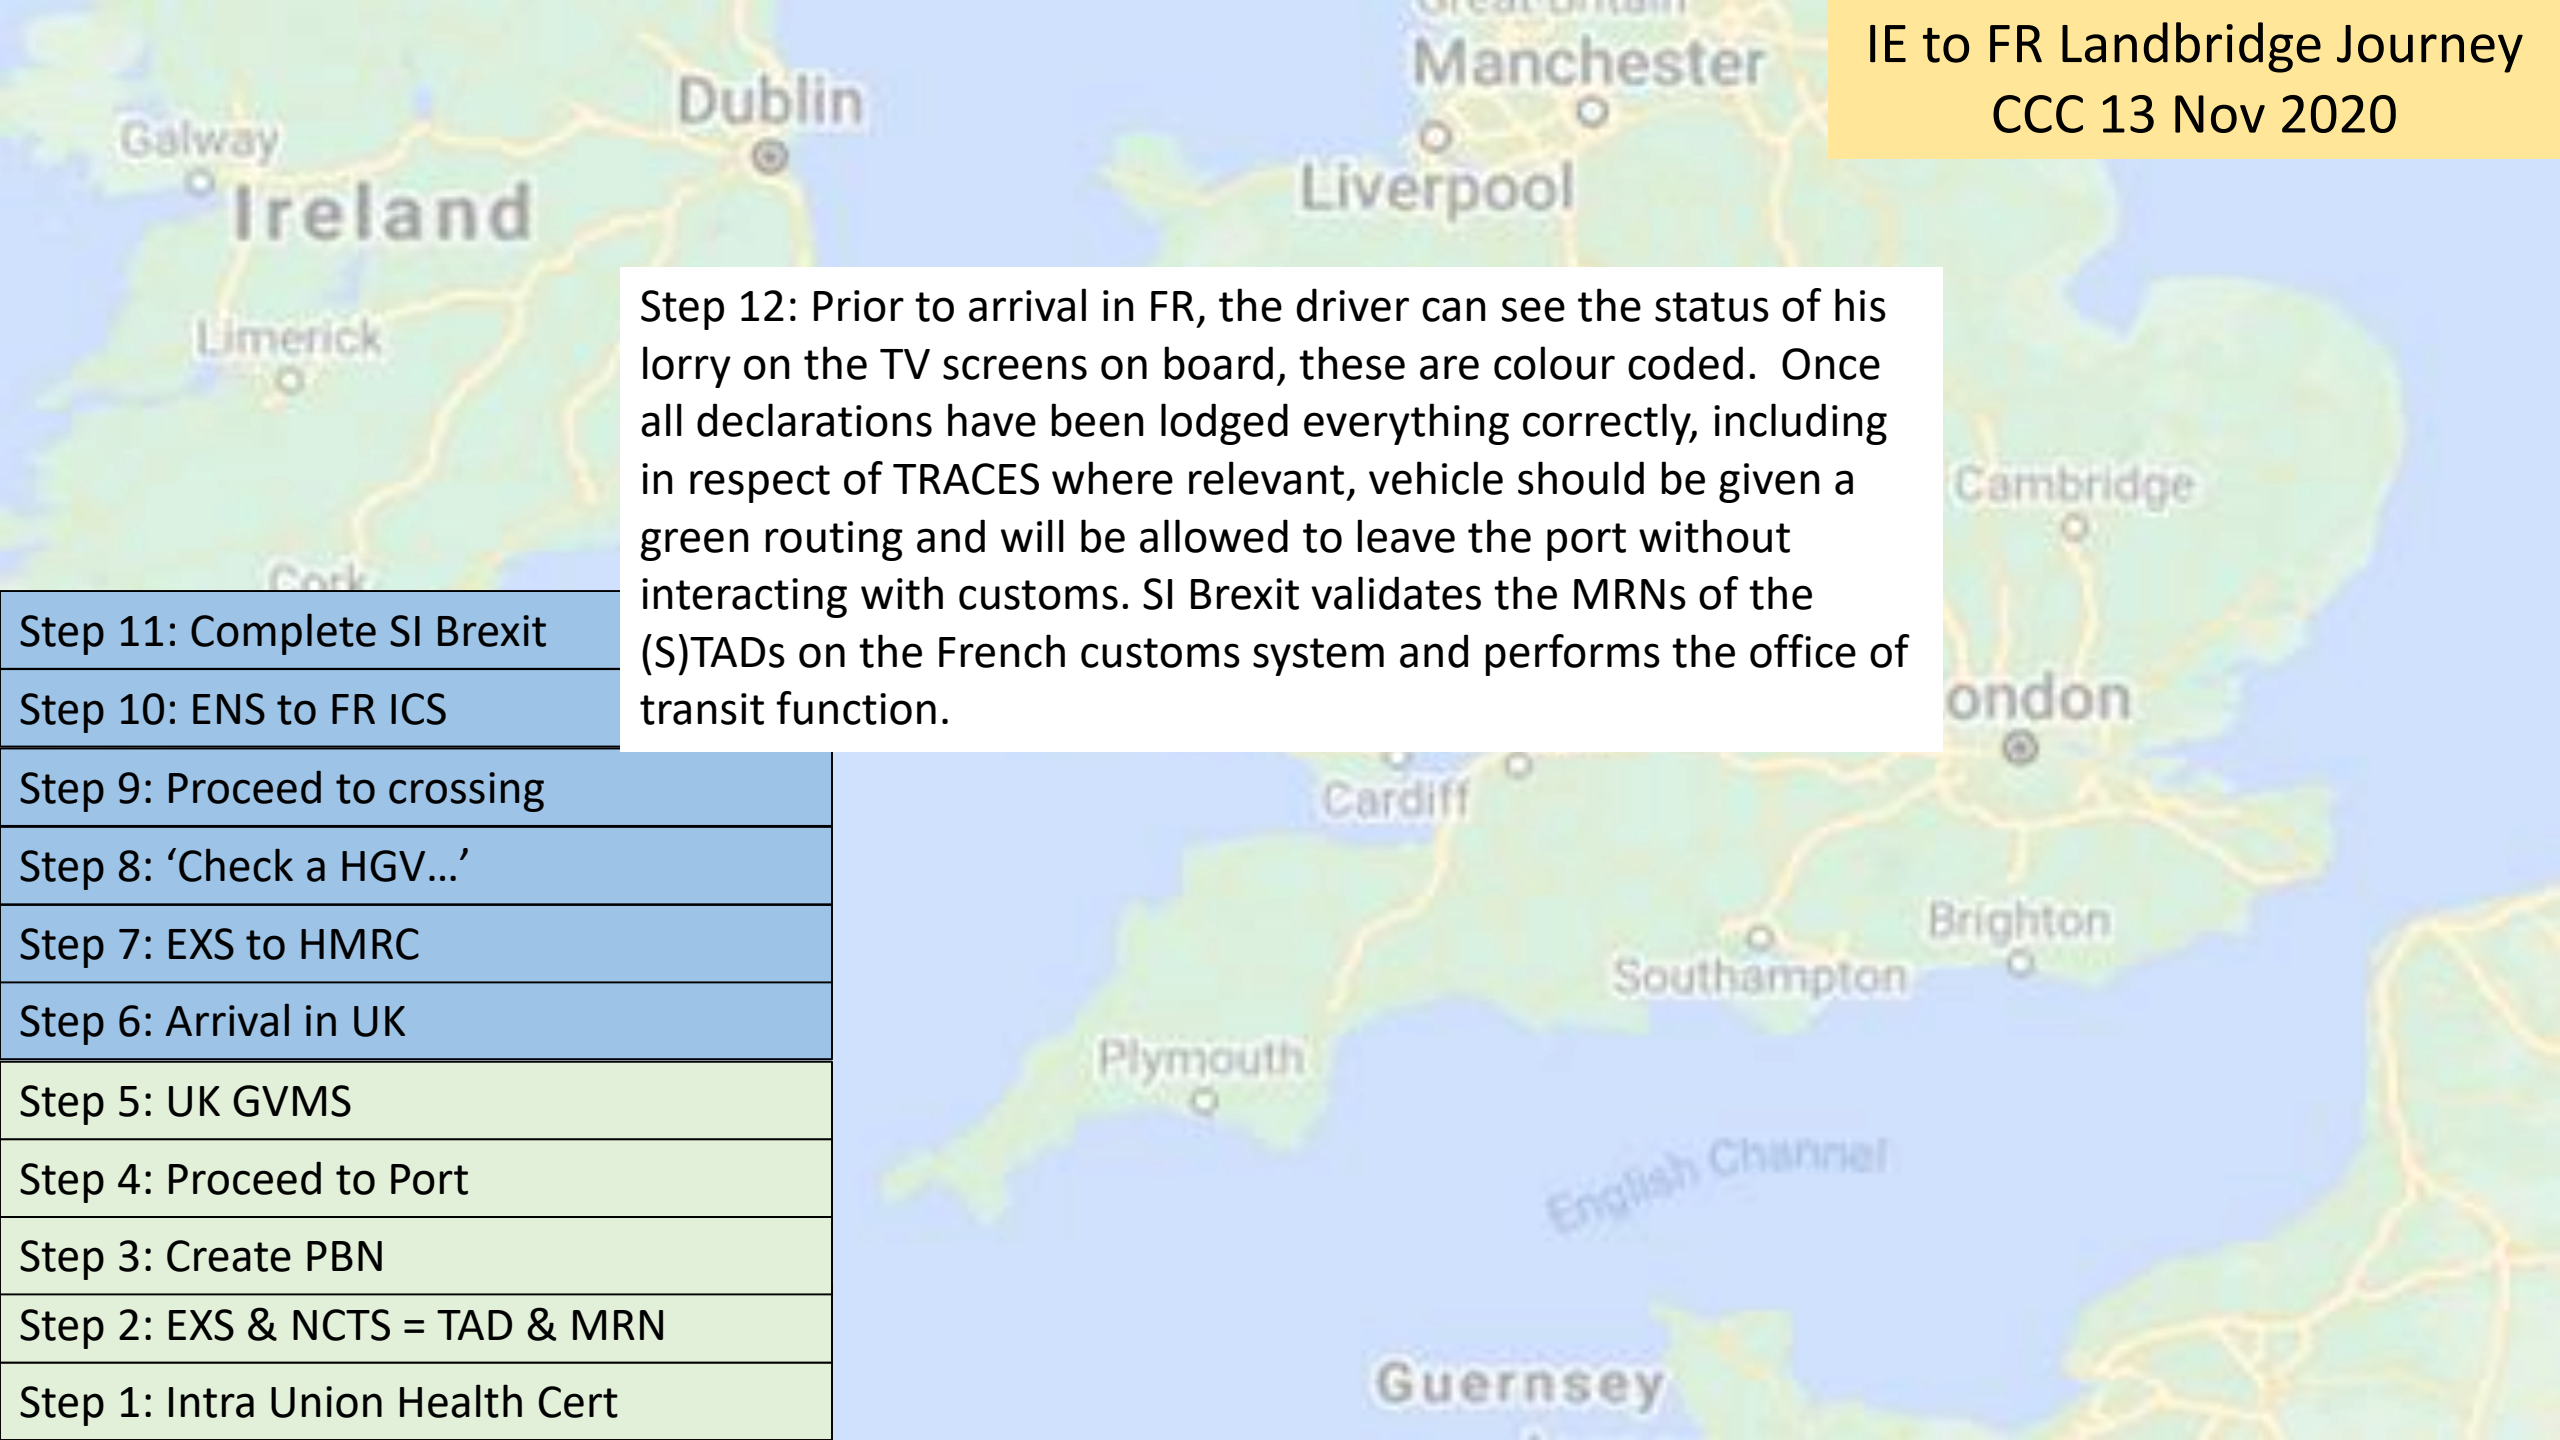 Great Britain
Manchester
IE to FR Landbridge Journey
CCC 13 Nov 2020
Dublin
Galway
Liverpool
Ireland
Step 12: Prior to arrival in FR, the driver can see the status of his
lorry on the TV screens on board, these are colour coded.  Once
all declarations have been lodged everything correctly, including
in respect of TRACES where relevant, vehicle should be given a
green routing and will be allowed to leave the port without
interacting with customs. SI Brexit validates the MRNs of the
(S)TADs on the French customs system and performs the office of
transit function.
Limerick
Cambridge
Cork
ondon
Cardiff
Brighton
Southampton
Plymouth
English Channel
Guernsey
Step 11: Complete SI Brexit
Step 10: ENS to FR ICS
Step 9: Proceed to crossing
Step 8: ‘Check a HGV…’
Step 7: EXS to HMRC
Step 6: Arrival in UK
Step 5: UK GVMS
Step 4: Proceed to Port
Step 3: Create PBN
Step 2: EXS & NCTS = TAD & MRN
Step 1: Intra Union Health Cert